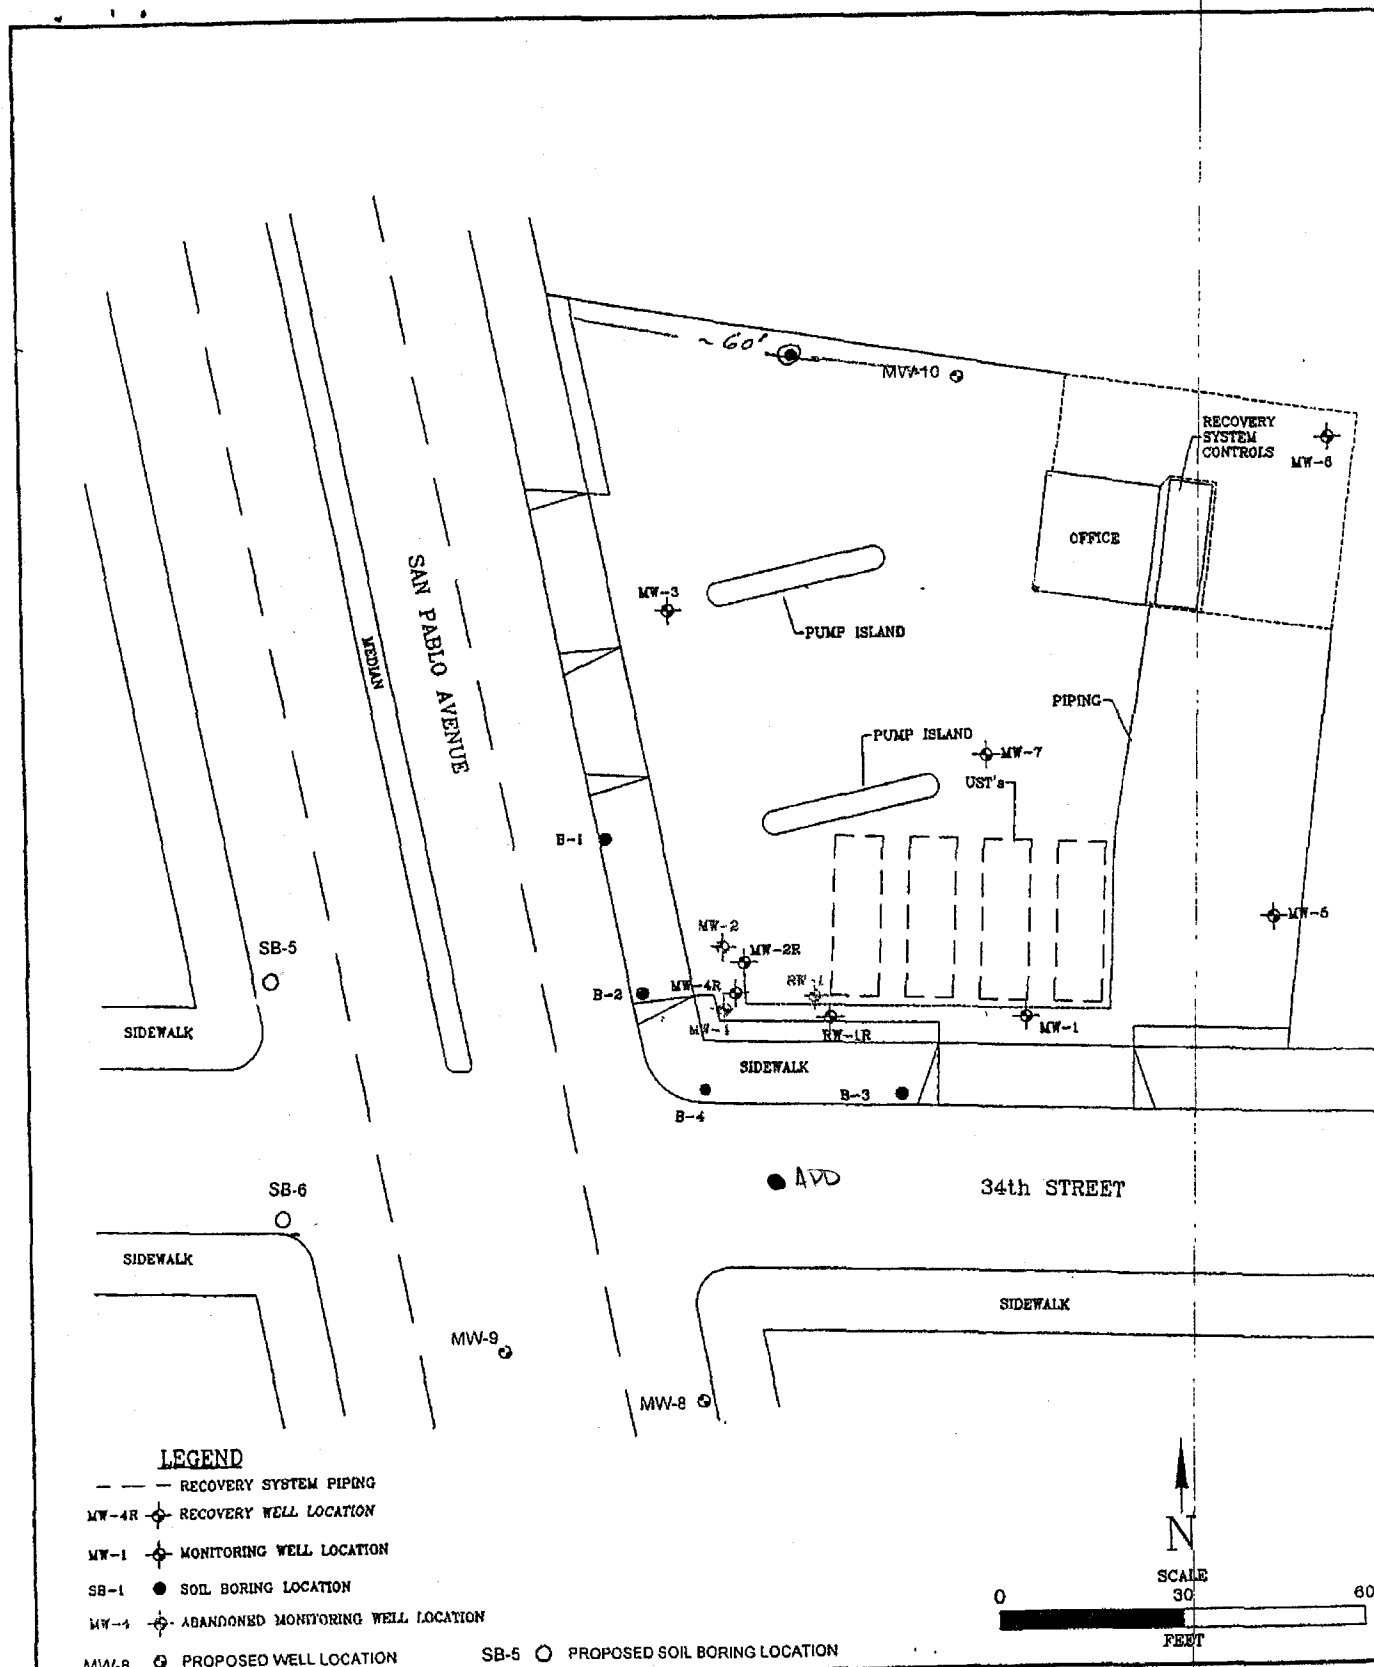 ~60'
MW-10
RECOVERY
SYSTEM
CONTROLS
MW-6
OFFICE
SAN PABLO AVENUE
MEDIAN
MW-3
PUMP ISLAND
PIPING
PUMP ISLAND
MW-7
UST's
B-1
MW-5
MW-2
MW-2R
SB-5
B-2
MW-4R
RW-1
MW-4
RW-1R
MW-1
SIDEWALK
SIDEWALK
B-4
B-3
ADD
34th STREET
SB-6
SIDEWALK
SIDEWALK
MW-9
MW-8
LEGEND
RECOVERY SYSTEM PIPING
MW-4R RECOVERY WELL LOCATION
MW-1 MONITORING WELL LOCATION
SB-1 SOIL BORING LOCATION
MW-4 ABANDONED MONITORING WELL LOCATION
MW-8 PROPOSED WELL LOCATION
SB-5 PROPOSED SOIL BORING LOCATION
N
SCALE
0 30 60
FEET